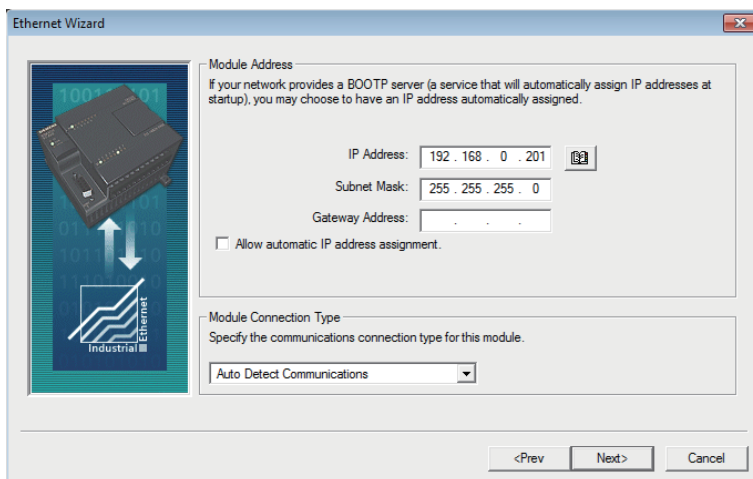 Ethernet Wizard
Module Address
If your network provides a BOOTP server (a service that will automatically assign IP addresses at
startup), you may choose to have an IP address automatically assigned.
IP Address: 192 . 168 . 0 . 201
Subnet Mask: 255 . 255 . 255 . 0
Gateway Address: . . .
Allow automatic IP address assignment.
Module Connection Type
Specify the communications connection type for this module.
Auto Detect Communications
Industrial
Ethernet
<Prev
Next>
Cancel